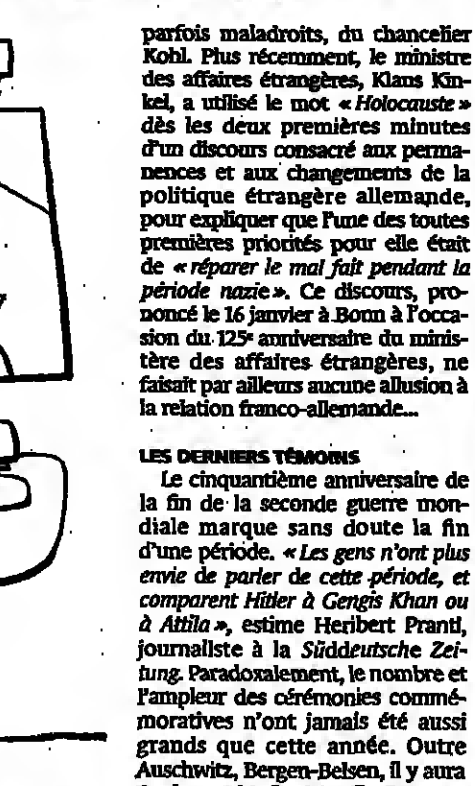 parfois maladroits, du chancelier
Kohl. Plus récemment, le ministre
des affaires étrangères, Klaus Kin-
kel, a utilisé le mot « Holocauste »
dès les deux premières minutes
d'un discours consacré aux perma-
nences et aux changements de la
politique étrangère allemande,
pour expliquer que l'une des toutes
premières priorités pour elle était
de « réparer le mal fait pendant la
période nazie ». Ce discours, pro-
noncé le 16 janvier à Bonn à l'occa-
sion du 125e anniversaire du minis-
tère des affaires étrangères, ne
faisait par ailleurs aucune allusion à
la relation franco-allemande...
LES DERNIERS TÉMOINS
Le cinquantième anniversaire de
la fin de la seconde guerre mon-
diale marque sans doute la fin
d'une période. « Les gens n'ont plus
envie de parler de cette période, et
comparent Hitler à Gengis Khan ou
à Attila », estime Heribert Prantl,
journaliste à la Süddeutsche Zei-
tung. Paradoxalement, le nombre et
l'ampleur des cérémonies commé-
moratives n'ont jamais été aussi
grands que cette année. Outre
Auschwitz, Bergen-Belsen, il y aura